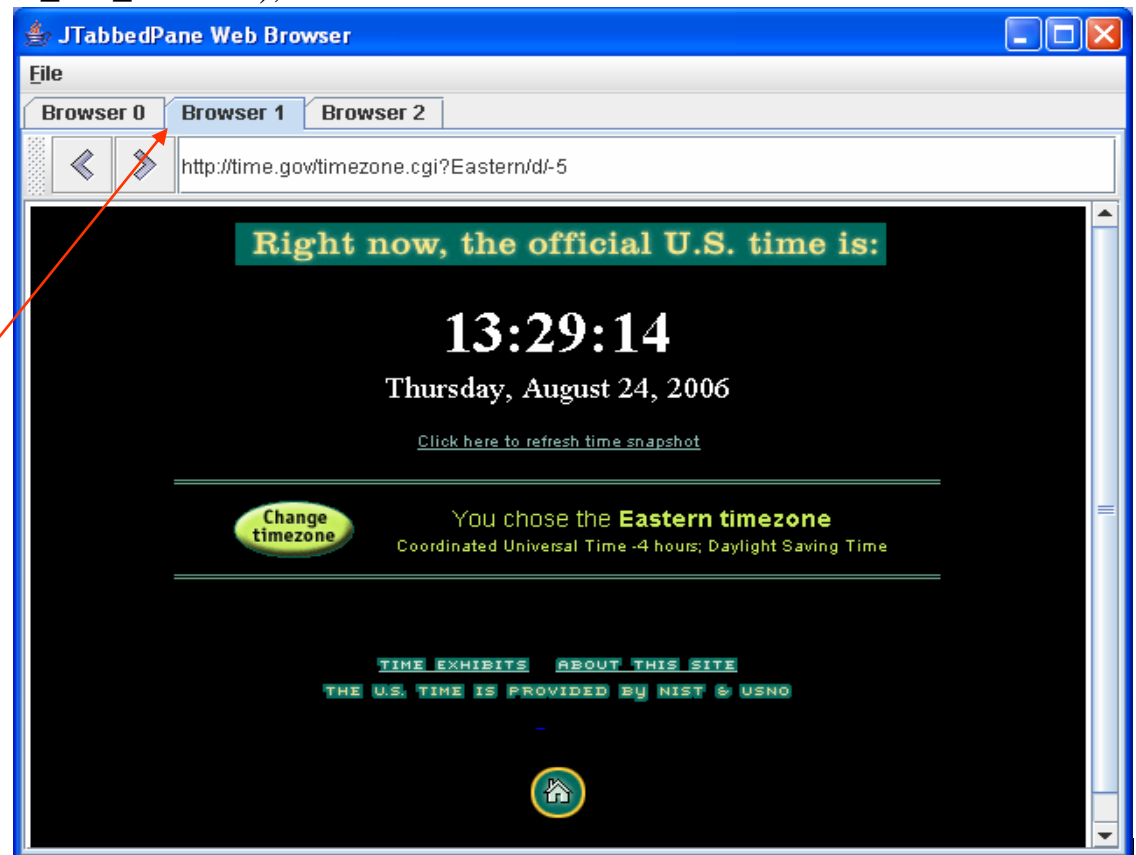 JTabbedPane Web Browser
File
Browser 0 Browser 1 Browser 2
http://time.gov/timezone.cgi?Eastern/d/-5
Right now, the official U.S. time is:
13:29:14
Thursday, August 24, 2006
Click here to refresh time snapshot
Change
timezone
You chose the Eastern timezone
Coordinated Universal Time -4 hours; Daylight Saving Time
TIME EXHIBITS ABOUT THIS SITE
THE U.S. TIME IS PROVIDED By NIST & USNO